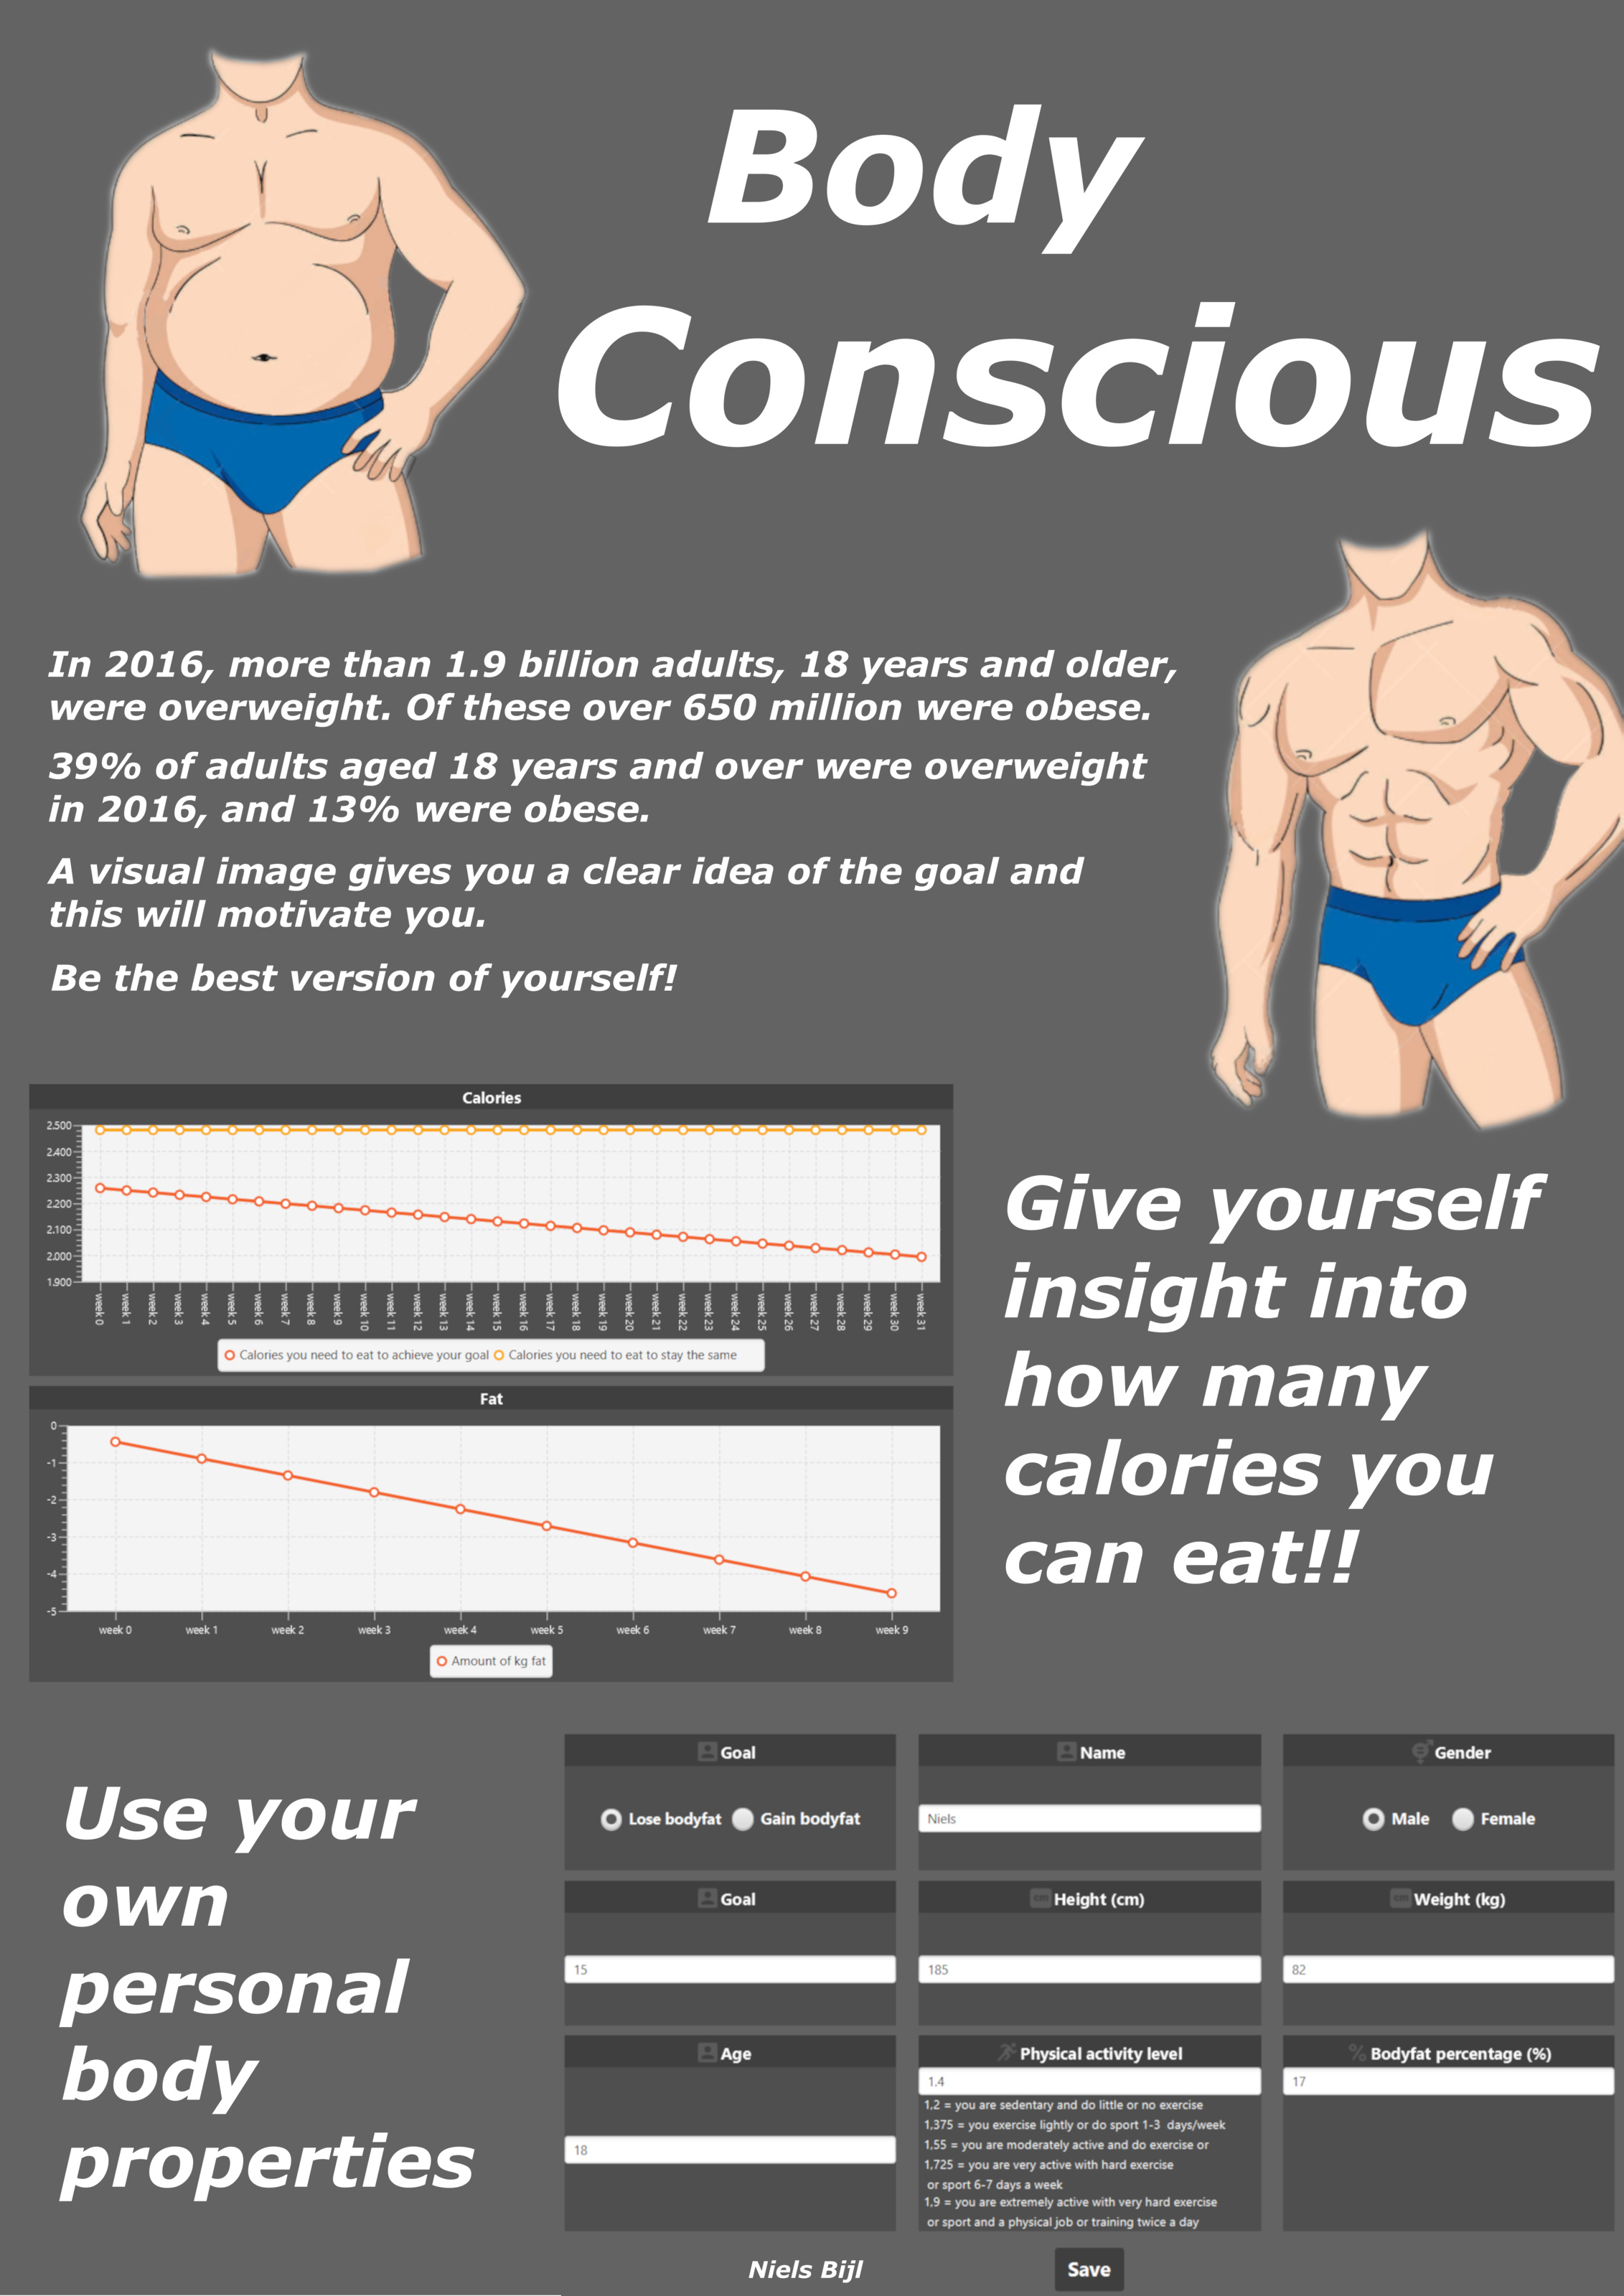 Body
Conscious
In 2016, more than 1.9 billion adults, 18 years and older,
were overweight. Of these over 650 million were obese.
39% of adults aged 18 years and over were overweight
in 2016, and 13% were obese.
A visual image gives you a clear idea of the goal and
this will motivate you.
Be the best version of yourself!
Calories
2.500
2.400
2.300
2.200
2.100
2.000
1.900
week 0
week 1
week 2
week 3
week 4
week 5
week 6
week 7
week 8
week 9
week 10
week 11
week 12
week 13
week 14
week 15
week 16
week 17
week 18
week 19
week 20
week 21
week 22
week 23
week 24
week 25
week 26
week 27
week 28
week 29
week 30
week 31
Calories you need to eat to achieve your goal Calories you need to eat to stay the same
Fat
0
-1
-2
-3
-4
-5
week 0 week 1 week 2 week 3 week 4 week 5 week 6 week 7 week 8 week 9
Amount of kg fat
Give yourself
insight into
how many
calories you
can eat!!
Use your
own
personal
body
properties
Goal
Lose bodyfat Gain bodyfat
Name
Niels
Gender
Male Female
Goal
15
cm Height (cm)
185
cm Weight (kg)
82
Age
18
Physical activity level
1.4
1,2 = you are sedentary and do little or no exercise
1,375 = you exercise lightly or do sport 1-3 days/week
1,55 = you are moderately active and do exercise or
1,725 = you are very active with hard exercise
or sport 6-7 days a week
1,9 = you are extremely active with very hard exercise
or sport and a physical job or training twice a day
% Bodyfat percentage (%)
17
Niels Bijl
Save